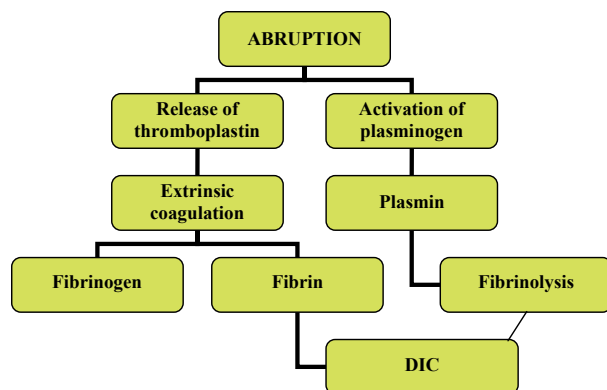 ABRUPTION
Release of
thromboplastin
Activation of
plasminogen
Extrinsic
coagulation
Plasmin
Fibrinogen
Fibrin
Fibrinolysis
DIC